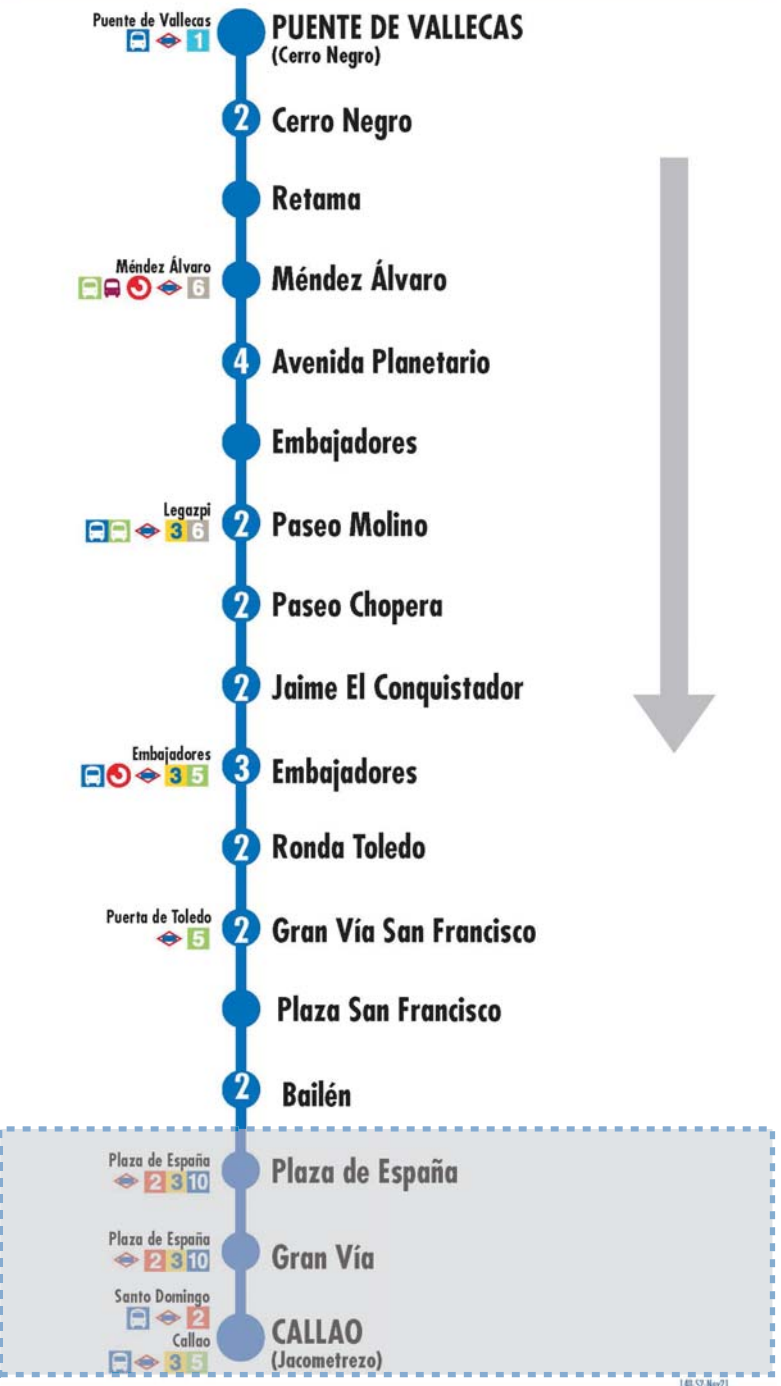 Puente de Vallecas
1
PUENTE DE VALLECAS
(Cerro Negro)
2 Cerro Negro
Retama
Méndez Álvaro
6
Méndez Álvaro
4 Avenida Planetario
Embajadores
Legazpi
3 6
2 Paseo Molino
2 Paseo Chopera
2 Jaime El Conquistador
Embajadores
3 5
3 Embajadores
2 Ronda Toledo
Puerta de Toledo
5
2 Gran Vía San Francisco
Plaza San Francisco
2 Bailén
Plaza de España
2 3 10
Plaza de España
Plaza de España
2 3 10
Gran Vía
Santo Domingo
2
Callao
3 5
CALLAO
(Jacometrezo)